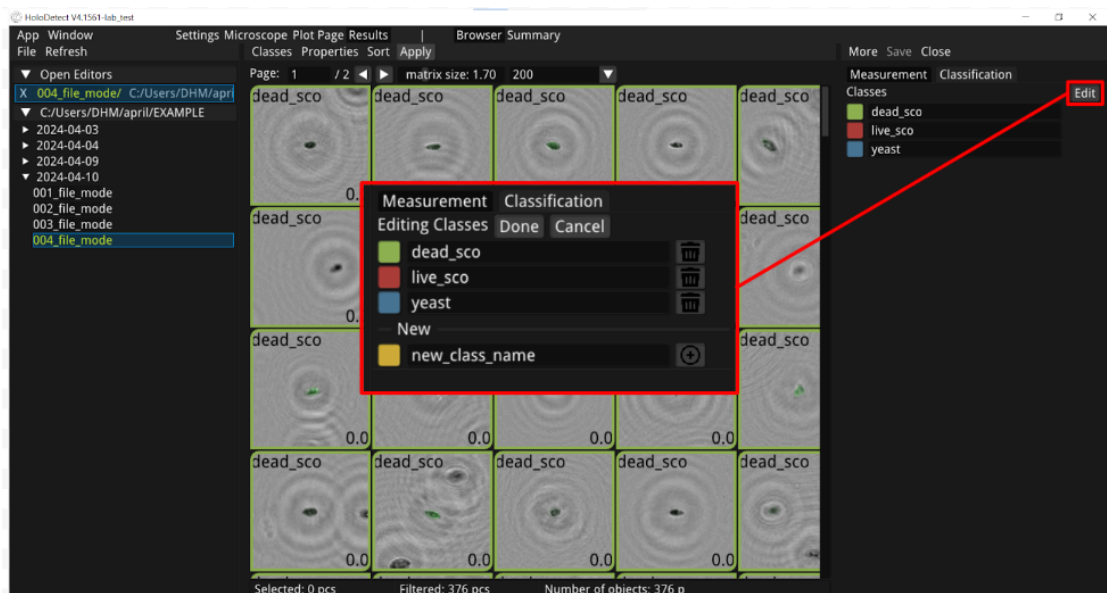 HoloDetect V4.1561-lab_test
App Window Settings Microscope Plot Page Results | Browser Summary
File Refresh
Classes Properties Sort Apply
More Save Close
Open Editors
X 004_file_mode/ C:/Users/DHM/apri
C:/Users/DHM/april/EXAMPLE
2024-04-03
2024-04-04
2024-04-09
2024-04-10
001_file_mode
002_file_mode
003_file_mode
004_file_mode
Page: 1 / 2 matrix size: 1.70 200
dead_sco dead_sco dead_sco dead_sco dead_sco
0.
dead_sco dead_sco
0.
dead_sco dead_sco
0.0 0.0 0.0 0.0
dead_sco dead_sco dead_sco dead_sco dead_sco
0.0 0.0 0.0 0.0
Selected: 0 pcs Filtered: 376 pcs Number of objects: 376 p
Measurement Classification
Editing Classes Done Cancel
dead_sco
live_sco
yeast
New
new_class_name
Measurement Classification
Classes Edit
dead_sco
live_sco
yeast